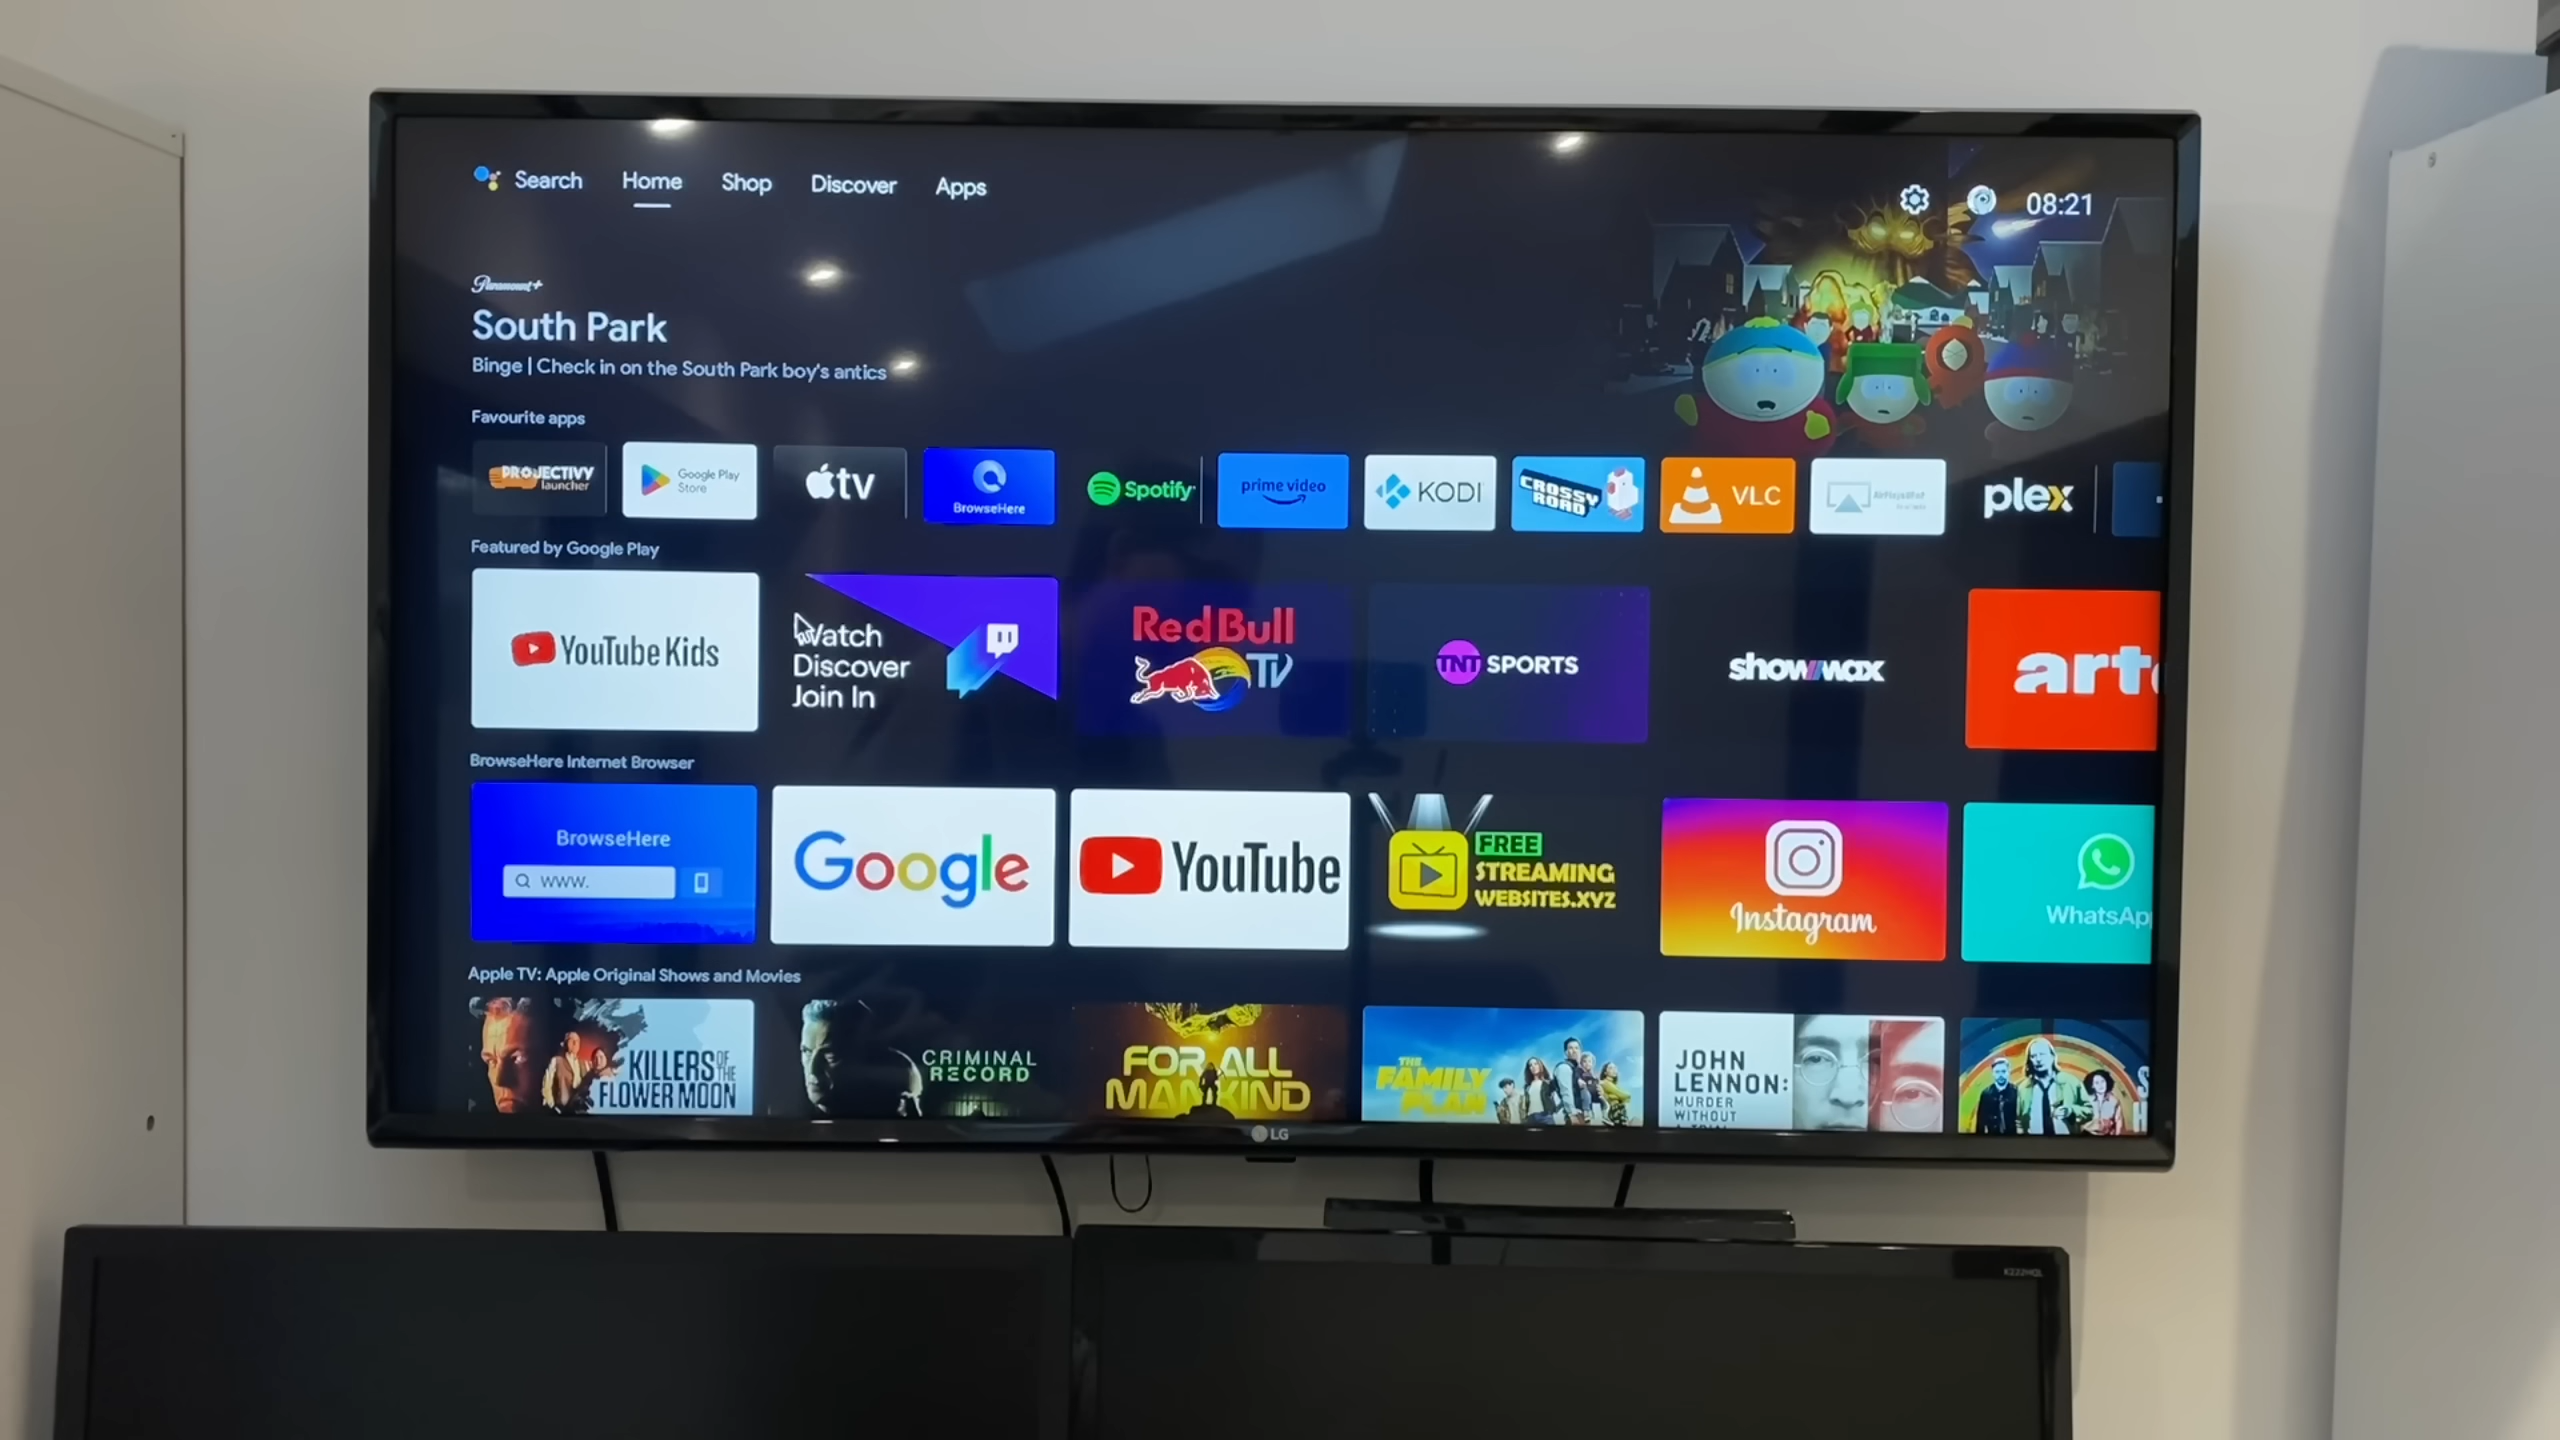 Search Home Shop Discover Apps
08:21
Paramount+
South Park
Binge | Check in on the South Park boy's antics
Favourite apps
PROJECTIVY
launcher
Google Play
Store
tv
BrowseHere
Spotify
prime video
KODI
CROSSY
ROAD
VLC
plex
Featured by Google Play
YouTube Kids
Watch
Discover
Join In
Red Bull
TV
TNT SPORTS
showmax
art
BrowseHere Internet Browser
BrowseHere
www.
Google
YouTube
FREE
STREAMING
WEBSITES.XYZ
Instagram
WhatsAp
Apple TV: Apple Original Shows and Movies
KILLERS OF THE
FLOWER MOON
CRIMINAL
RECORD
FOR ALL
MANKIND
THE
FAMILY
PLAN
JOHN
LENNON:
MURDER
WITHOUT
LG